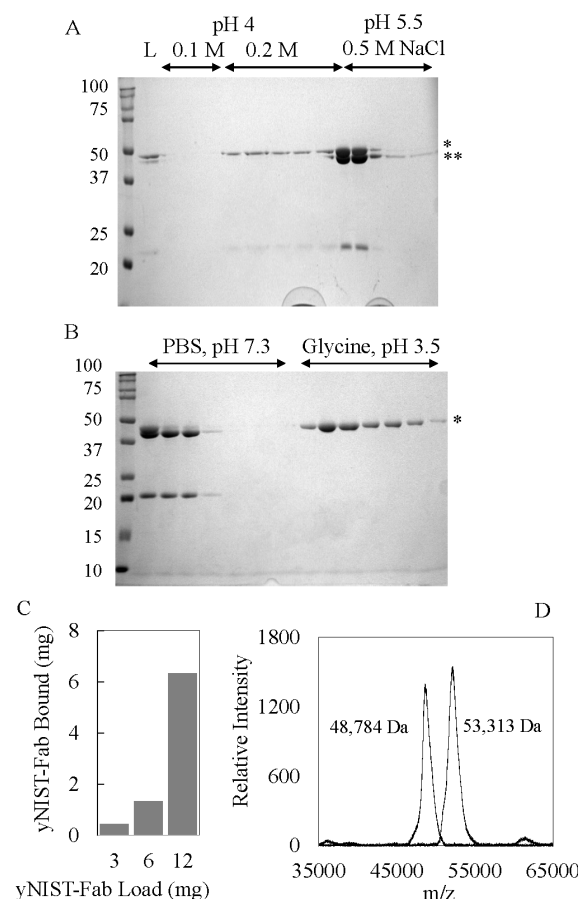 A
pH 4
pH 5.5
L
0.1 M
0.2 M
0.5 M NaCl
100
75
50
37
25
20
*
**
B
PBS, pH 7.3
Glycine, pH 3.5
100
75
50
37
25
20
15
10
*
C
yNIST-Fab Bound (mg)
8
6
4
2
0
3
6
12
yNIST-Fab Load (mg)
D
Relative Intensity
1800
1200
600
0
48,784 Da
53,313 Da
35000
45000
55000
65000
m/z